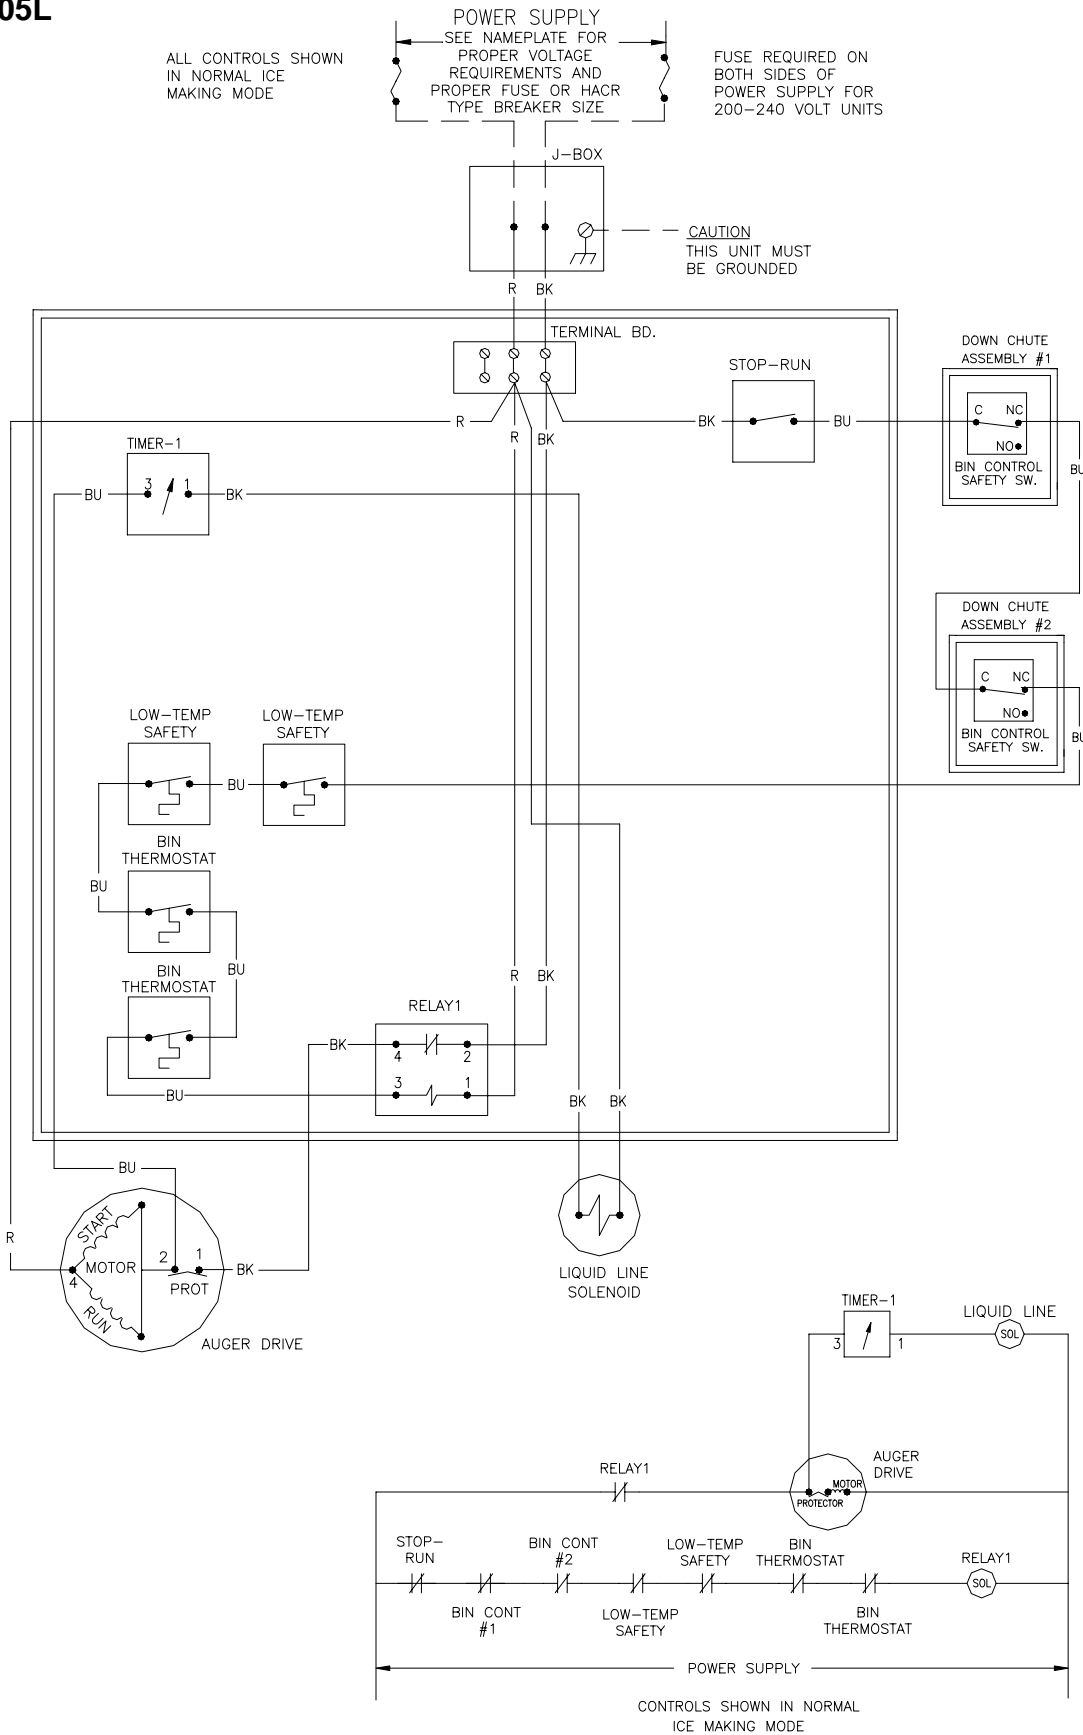 05L
POWER SUPPLY
SEE NAMEPLATE FOR
PROPER VOLTAGE
REQUIREMENTS AND
PROPER FUSE OR HACR
TYPE BREAKER SIZE
ALL CONTROLS SHOWN
IN NORMAL ICE
MAKING MODE
FUSE REQUIRED ON
BOTH SIDES OF
POWER SUPPLY FOR
200-240 VOLT UNITS
J-BOX
CAUTION
THIS UNIT MUST
BE GROUNDED
R BK
TERMINAL BD.
STOP-RUN
DOWN CHUTE
ASSEMBLY #1
C NC
NO
BIN CONTROL
SAFETY SW.
R
R BK
BK BU
BU
TIMER-1
BU 3 1 BK
DOWN CHUTE
ASSEMBLY #2
C NC
NO
BIN CONTROL
SAFETY SW.
BU
LOW-TEMP
SAFETY
LOW-TEMP
SAFETY
BU
BIN
THERMOSTAT
BU
BU
BIN
THERMOSTAT
BU
R BK
RELAY1
BK
4 2
3 1
BK BK
BU
R
START
MOTOR
RUN
4
2 1
PROT
BK
AUGER DRIVE
LIQUID LINE
SOLENOID
TIMER-1
3 1
LIQUID LINE
SOL
RELAY1
AUGER
DRIVE
MOTOR
PROTECTOR
STOP-
RUN
BIN CONT
#1
BIN CONT
#2
LOW-TEMP
SAFETY
LOW-TEMP
SAFETY
BIN
THERMOSTAT
BIN
THERMOSTAT
RELAY1
SOL
POWER SUPPLY
CONTROLS SHOWN IN NORMAL
ICE MAKING MODE